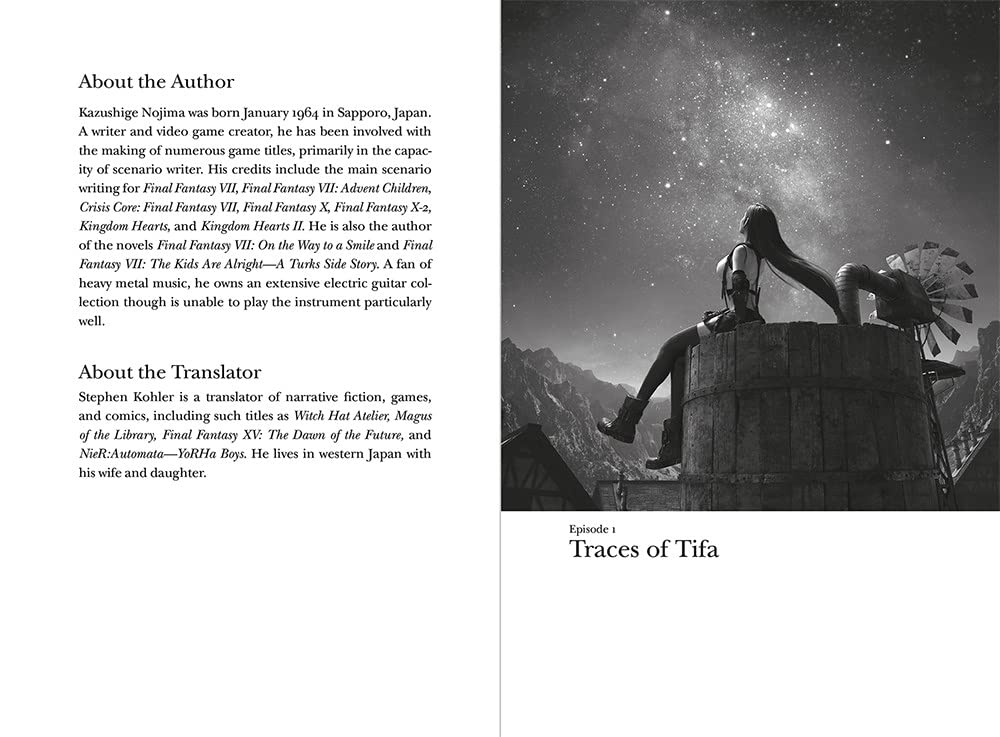 About the Author
Kazushige Nojima was born January 1964 in Sapporo, Japan.
A writer and video game creator, he has been involved with
the making of numerous game titles, primarily in the capac-
ity of scenario writer. His credits include the main scenario
writing for Final Fantasy VII, Final Fantasy VII: Advent Children,
Crisis Core: Final Fantasy VII, Final Fantasy X, Final Fantasy X-2,
Kingdom Hearts, and Kingdom Hearts II. He is also the author
of the novels Final Fantasy VII: On the Way to a Smile and Final
Fantasy VII: The Kids Are Alright—A Turks Side Story. A fan of
heavy metal music, he owns an extensive electric guitar col-
lection though is unable to play the instrument particularly
well.
About the Translator
Stephen Kohler is a translator of narrative fiction, games,
and comics, including such titles as Witch Hat Atelier, Magus
of the Library, Final Fantasy XV: The Dawn of the Future, and
NieR:Automata—YoRHa Boys. He lives in western Japan with
his wife and daughter.
Episode 1
Traces of Tifa